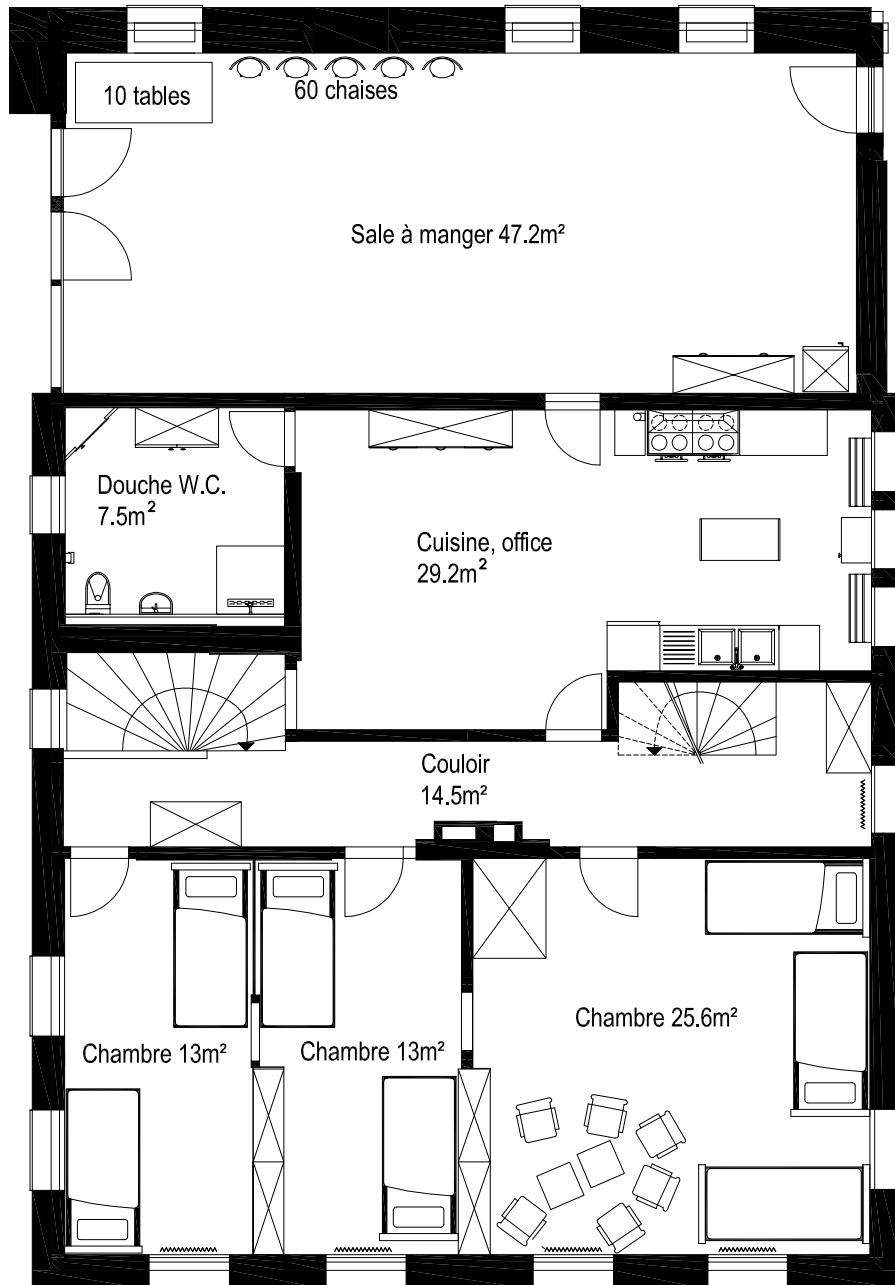 10 tables
60 chaises
Sale à manger 47.2m²
Douche W.C.
7.5m²
Cuisine, office
29.2m²
Couloir
14.5m²
Chambre 25.6m²
Chambre 13m²
Chambre 13m²